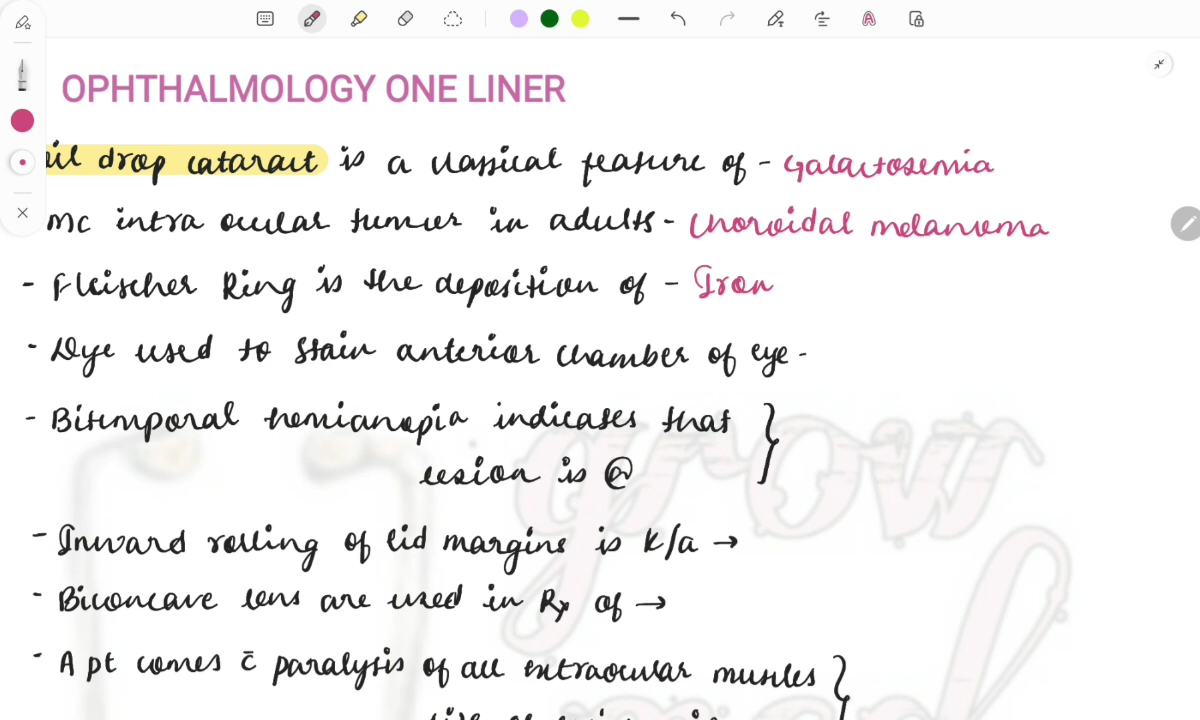 OPHTHALMOLOGY ONE LINER
oil drop cataract is a classical feature of - Galactosemia
MC intra ocular tumor in adults - Choroidal melanoma
- Fleischer Ring is the deposition of - Iron
- Dye used to stain anterior chamber of eye -
- Bitemporal hemianopia indicates that
lesion is @
- Inward rolling of lid margins is k/a →
- Biconcave lens are used in Rx of →
- A pt comes c̄ paralysis of all extraocular muscles